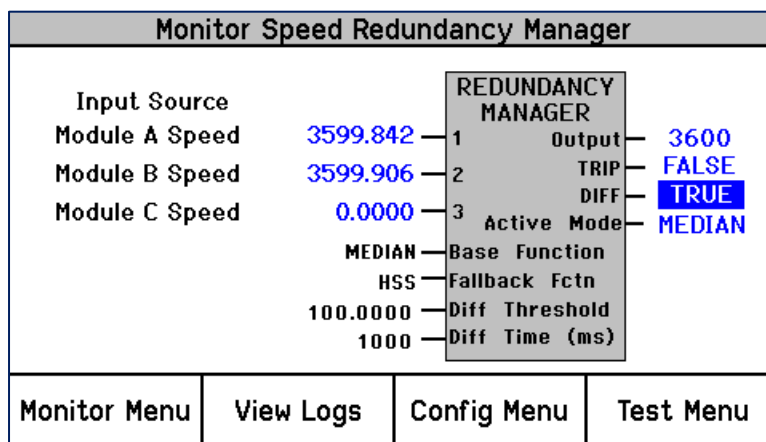 Monitor Speed Redundancy Manager
REDUNDANCY
MANAGER
Input Source
Module A Speed 3599.842 1 Output 3600
TRIP FALSE
Module B Speed 3599.906 2
DIFF TRUE
Module C Speed 0.0000 3
Active Mode MEDIAN
MEDIAN Base Function
HSS Fallback Fctn
100.0000 Diff Threshold
1000 Diff Time (ms)
Monitor Menu View Logs Config Menu Test Menu